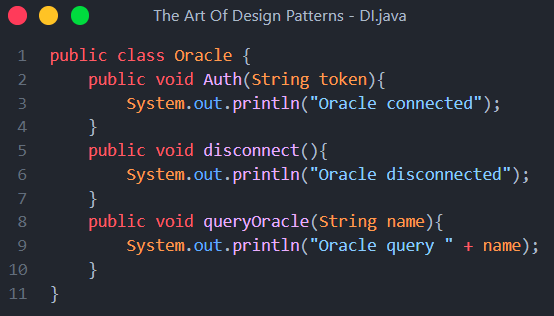 The Art Of Design Patterns - DI.java
1 public class Oracle {
2     public void Auth(String token){
3         System.out.println("Oracle connected");
4     }
5     public void disconnect(){
6         System.out.println("Oracle disconnected");
7     }
8     public void queryOracle(String name){
9         System.out.println("Oracle query " + name);
10     }
11 }